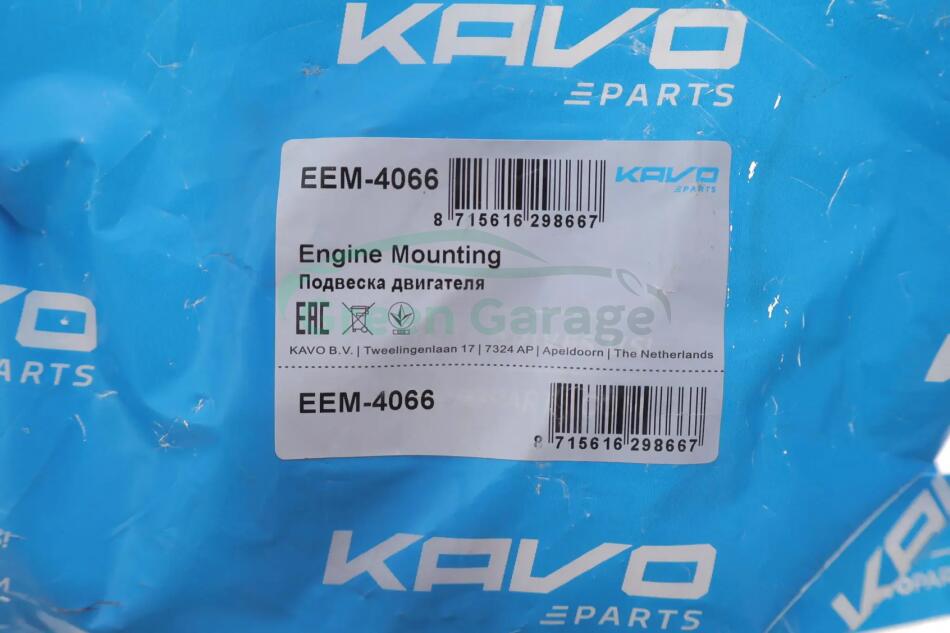 KAVO
PARTS
EEM-4066
KAVO
PARTS
8 715616 298667
Engine Mounting
Подвеска двигателя
EAC
Green Garage
KAVO B.V. | Tweelingenlaan 17 | 7324 AP | Apeldoorn | The Netherlands
EEM-4066
8 715616 298667
PARTS
KAVO
PARTS
KAVO
PARTS